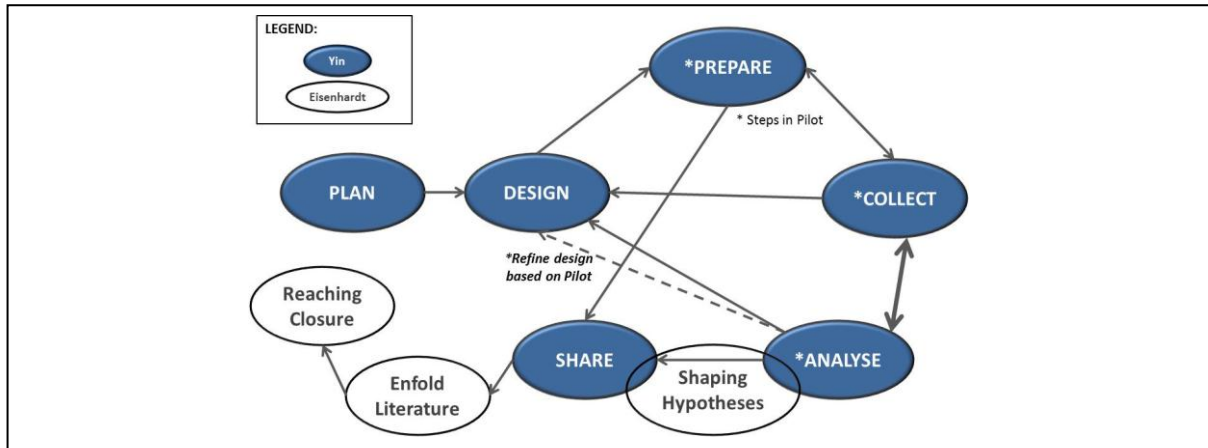 LEGEND:
Yin
Eisenhardt
*PREPARE
* Steps in Pilot
PLAN
DESIGN
*COLLECT
*Refine design
based on Pilot
Reaching
Closure
SHARE
*ANALYSE
Shaping
Hypotheses
Enfold
Literature